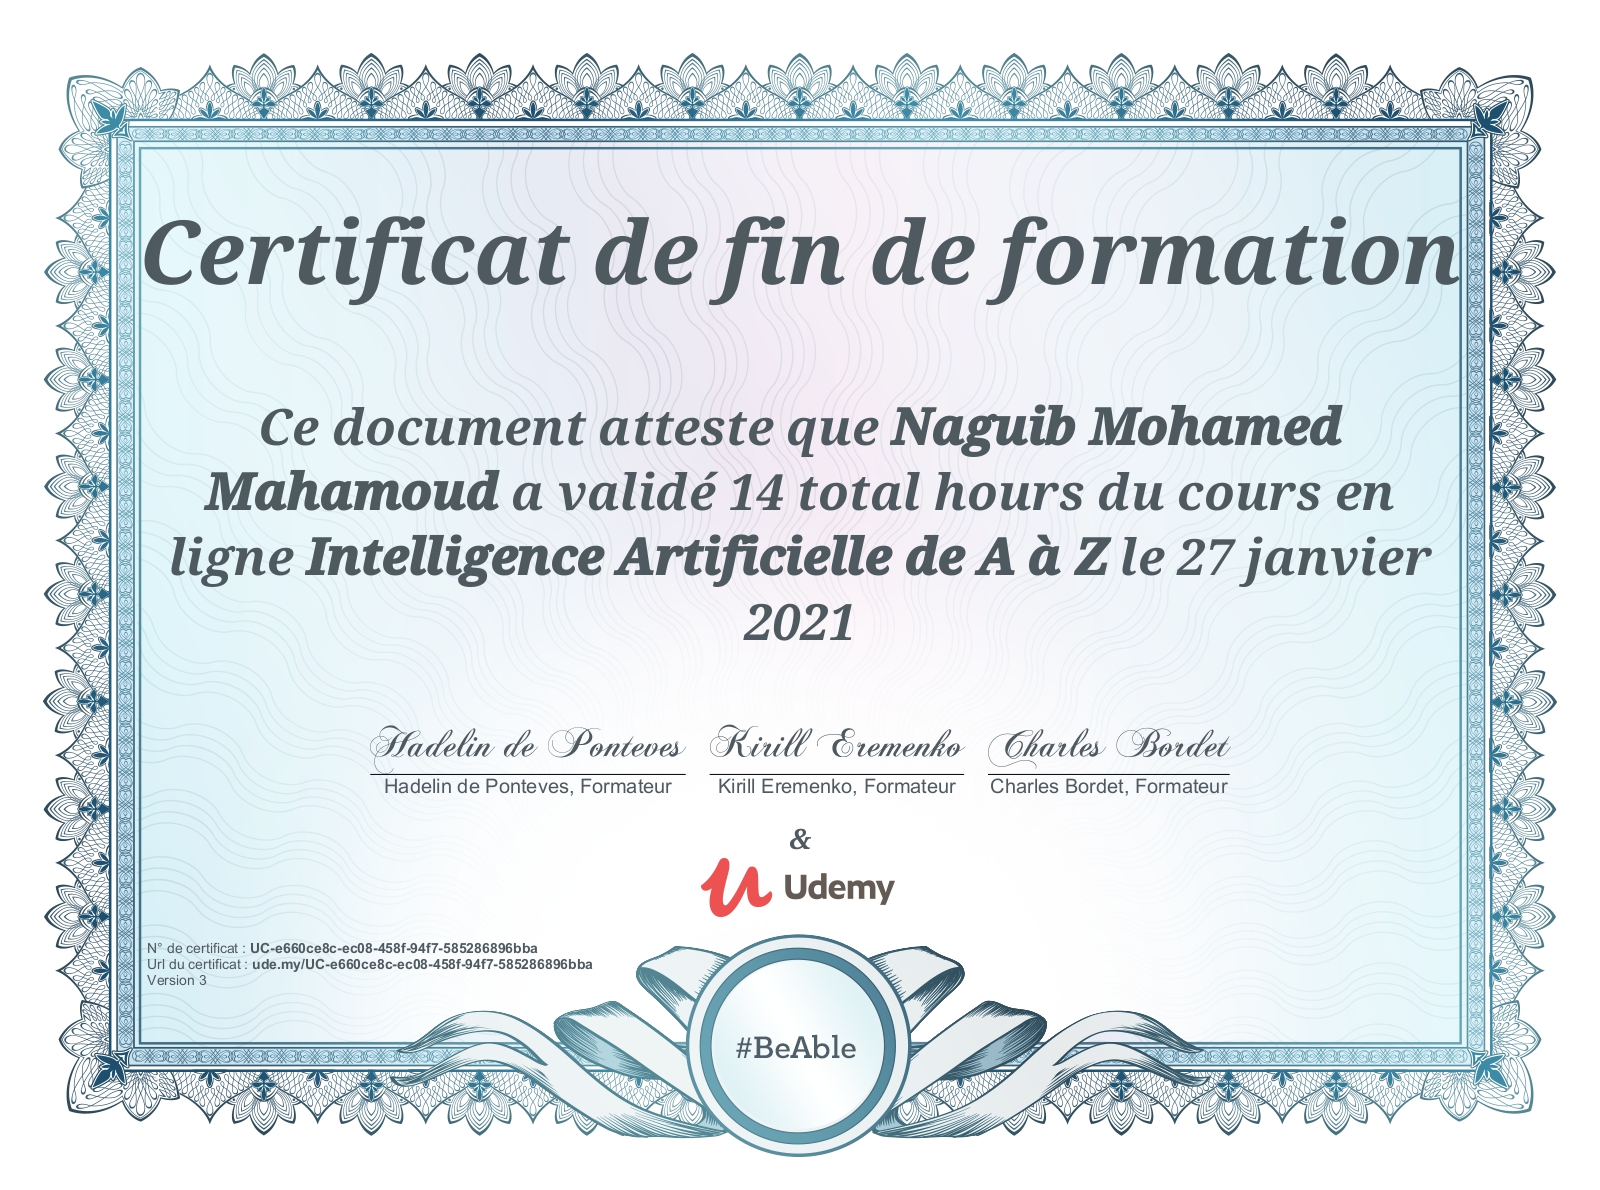 Certificat de fin de formation
Ce document atteste que Naguib Mohamed
Mahamoud a validé 14 total hours du cours en
ligne Intelligence Artificielle de A à Z le 27 janvier
2021
Hadelin de Ponteves Kirill Eremenko Charles Bordet
Hadelin de Ponteves, Formateur Kirill Eremenko, Formateur Charles Bordet, Formateur
&
Udemy
N° de certificat : UC-e660ce8c-ec08-458f-94f7-585286896bba
Url du certificat : ude.my/UC-e660ce8c-ec08-458f-94f7-585286896bba
Version 3
#BeAble